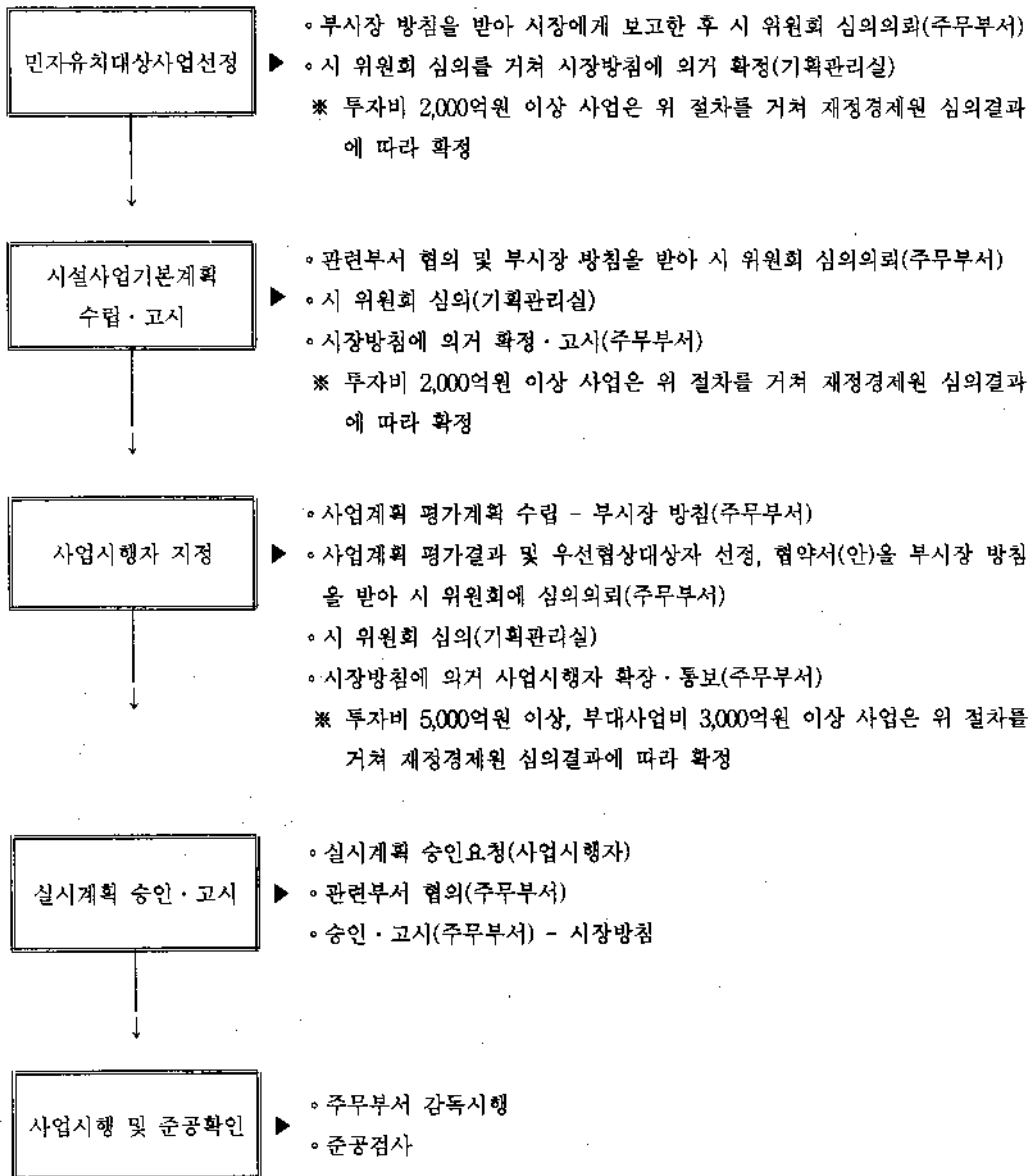 민자유치대상사업선정
▶
◦부시장 방침을 받아 시장에게 보고한 후 시 위원회 심의의뢰(주무부서)
◦시 위원회 심의를 거쳐 시장방침에 의거 확정(기획관리실)
※ 투자비 2,000억원 이상 사업은 위 절차를 거쳐 재정경제원 심의결과
에 따라 확정
↓
시설사업기본계획
수립 · 고시
▶
◦관련부서 협의 및 부시장 방침을 받아 시 위원회 심의의뢰(주무부서)
◦시 위원회 심의(기획관리실)
◦시장방침에 의거 확정 · 고시(주무부서)
※ 투자비 2,000억원 이상 사업은 위 절차를 거쳐 재정경제원 심의결과
에 따라 확정
↓
사업시행자 지정
▶
◦사업계획 평가계획 수립 - 부시장 방침(주무부서)
◦사업계획 평가결과 및 우선협상대상자 선정, 협약서(안)을 부시장 방침
을 받아 시 위원회에 심의의뢰(주무부서)
◦시 위원회 심의(기획관리실)
◦시장방침에 의거 사업시행자 확장 · 통보(주무부서)
※ 투자비 5,000억원 이상, 부대사업비 3,000억원 이상 사업은 위 절차를
거쳐 재정경제원 심의결과에 따라 확정
↓
실시계획 승인 · 고시
▶
◦실시계획 승인요청(사업시행자)
◦관련부서 협의(주무부서)
◦승인 · 고시(주무부서) - 시장방침
↓
사업시행 및 준공확인
▶
◦주무부서 감독시행
◦준공검사